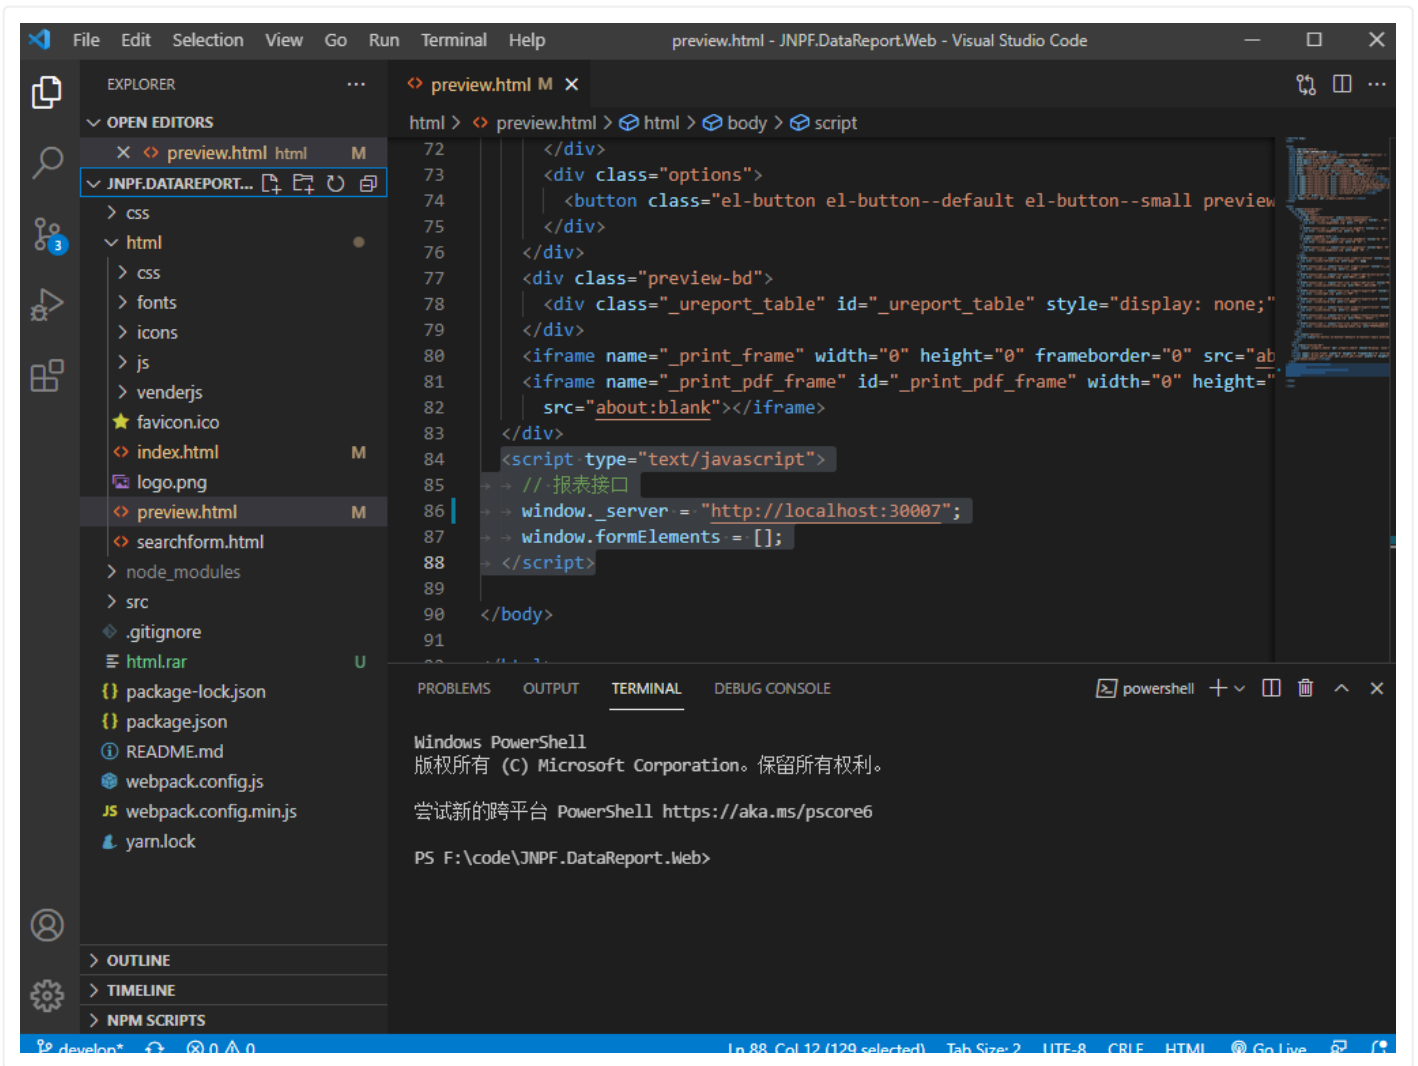 File Edit Selection View Go Run Terminal Help preview.html - JNPF.DataReport.Web - Visual Studio Code
EXPLORER
OPEN EDITORS
preview.html html M
JNPF.DATAREPORT...
css
html
css
fonts
icons
js
venderjs
favicon.ico
index.html M
logo.png
preview.html M
searchform.html
node_modules
src
.gitignore
html.rar U
package-lock.json
package.json
README.md
webpack.config.js
JS webpack.config.min.js
yarn.lock
OUTLINE
TIMELINE
NPM SCRIPTS
3
preview.html M
html > preview.html > html > body > script
72 </div>
73 <div class="options">
74 <button class="el-button el-button--default el-button--small preview
75 </div>
76 </div>
77 <div class="preview-bd">
78 <div class="_ureport_table" id="_ureport_table" style="display: none;"
79 </div>
80 <iframe name="_print_frame" width="0" height="0" frameborder="0" src="ab
81 <iframe name="_print_pdf_frame" id="_print_pdf_frame" width="0" height="
82 src="about:blank"></iframe>
83 </div>
84 <script type="text/javascript">
85 // 报表接口
86 window._server = "http://localhost:30007";
87 window.formElements = [];
88 </script>
89
90 </body>
91
PROBLEMS OUTPUT TERMINAL DEBUG CONSOLE powershell
Windows PowerShell
版权所有 (C) Microsoft Corporation。保留所有权利。
尝试新的跨平台 PowerShell https://aka.ms/pscore6
PS F:\code\JNPF.DataReport.Web>
develop* 0 0 Ln 88, Col 12 (129 selected) Tab Size: 2 UTF-8 CRLF HTML Go Live